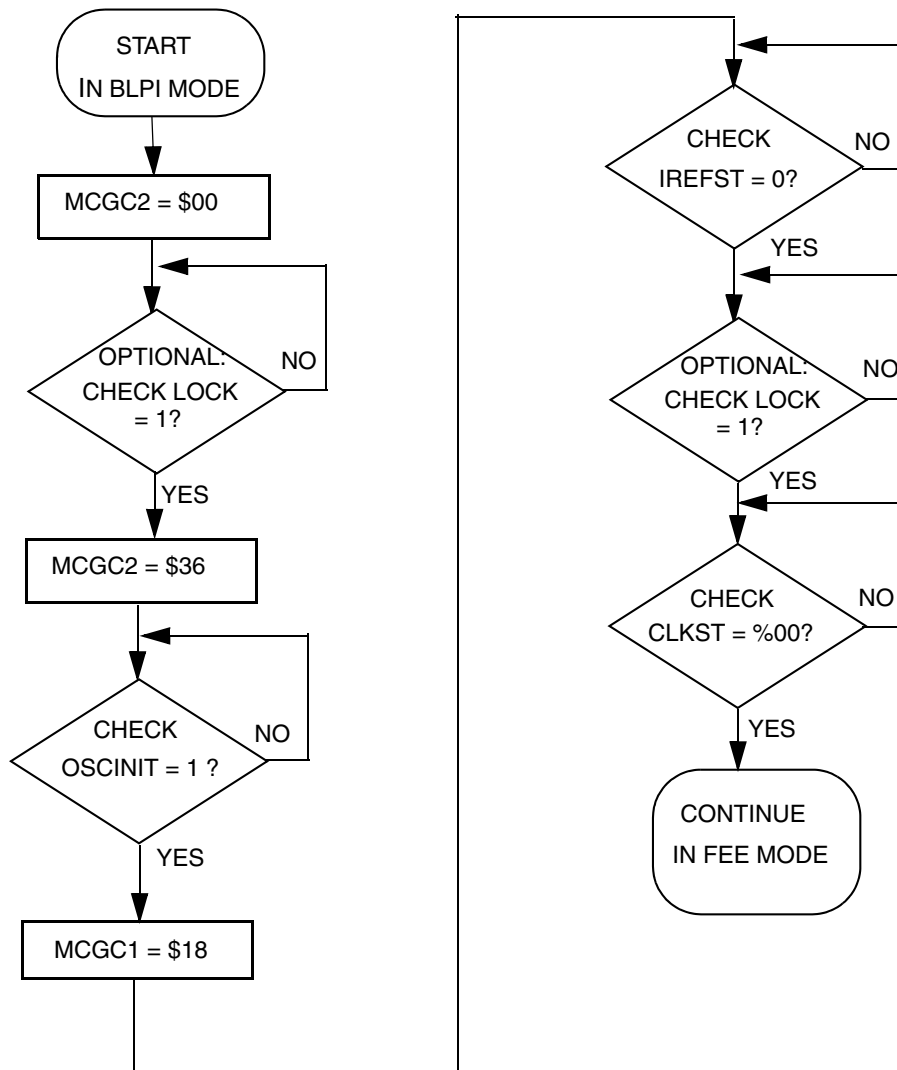 START
IN BLPI MODE
MCGC2 = $00
OPTIONAL:
CHECK LOCK
= 1?
NO
YES
MCGC2 = $36
CHECK
OSCINIT = 1 ?
NO
YES
MCGC1 = $18
CHECK
IREFST = 0?
NO
YES
OPTIONAL:
CHECK LOCK
= 1?
NO
YES
CHECK
CLKST = %00?
NO
YES
CONTINUE
IN FEE MODE